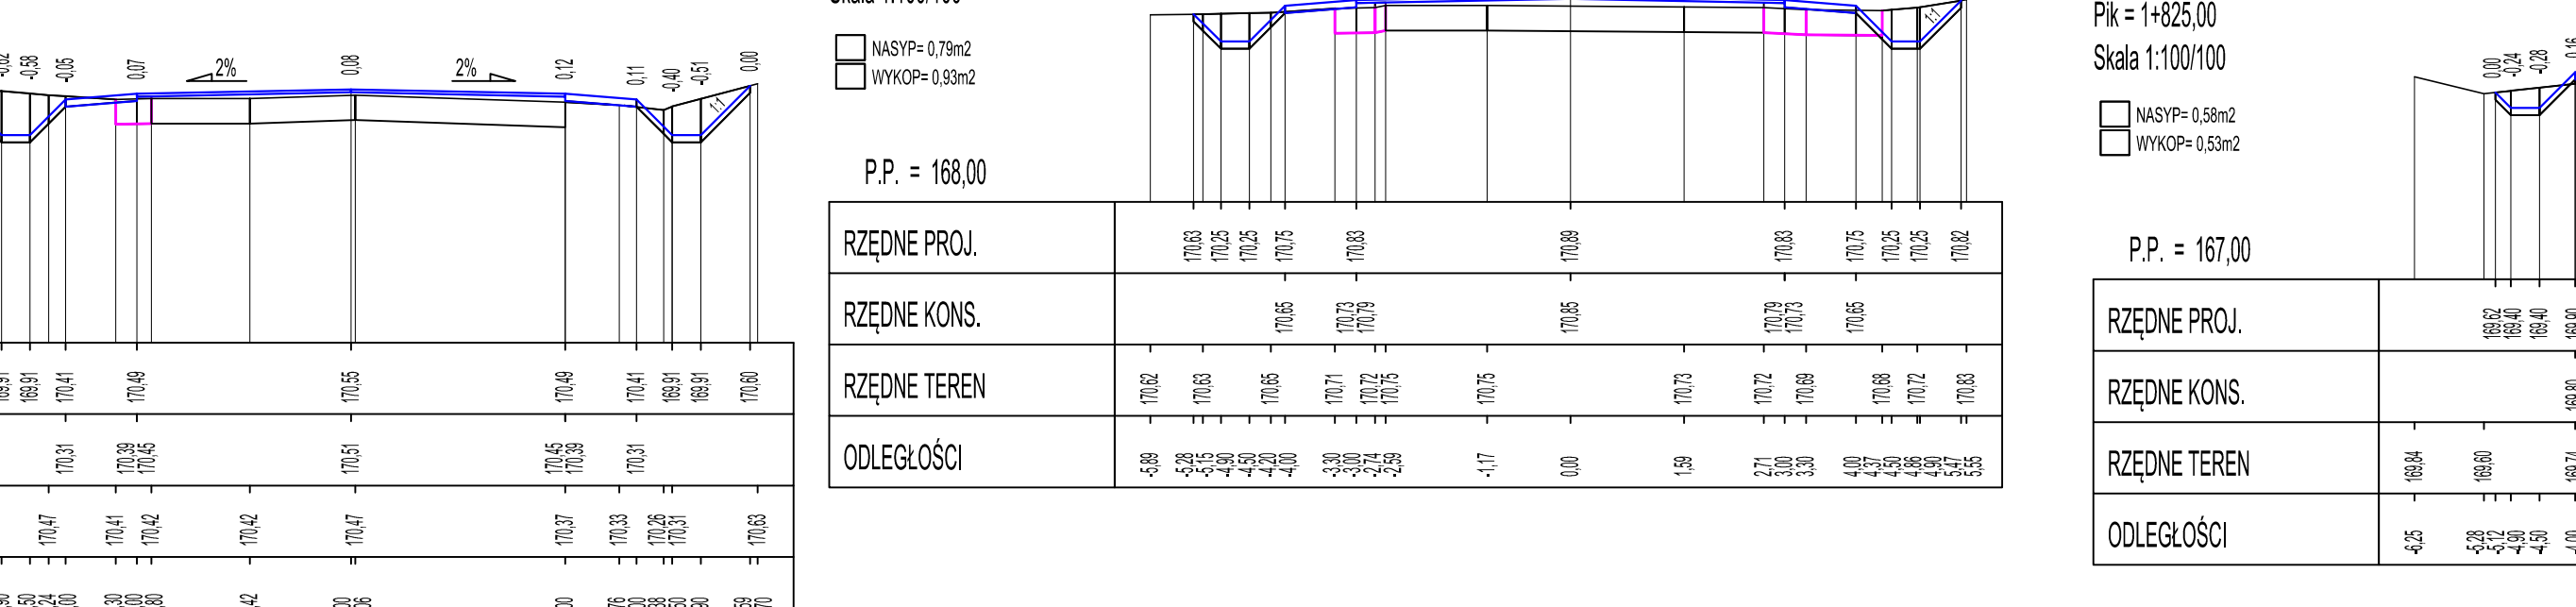 -0,58 -0,05 0,07 2% 0,08 2% 0,12 0,11 -0,40 -0,51 1:1 0,00
169,91 170,41 170,49 170,55 170,49 170,41 169,91 169,91 170,60
170,31 170,39 170,45 170,51 170,45 170,39 170,31
170,47 170,41 170,42 170,42 170,47 170,37 170,33 170,26 170,31 170,63
NASYP= 0,79m2
WYKOP= 0,93m2
1:1
P.P. = 168,00
RZĘDNE PROJ. 170,63 170,25 170,25 170,75 170,83 170,89 170,83 170,75 170,25 170,25 170,82
RZĘDNE KONS. 170,65 170,73 170,79 170,85 170,79 170,73 170,65
RZĘDNE TEREN 170,62 170,63 170,65 170,71 170,72 170,75 170,75 170,73 170,72 170,69 170,68 170,72 170,83
ODLEGŁOŚCI -5,89 -5,28 -5,15 -4,90 -4,50 -4,20 -4,00 -3,30 -3,00 -2,74 -2,59 -1,17 0,00 1,59 2,71 3,00 3,30 4,00 4,37 4,50 4,86 4,90 5,47 5,55
Pik = 1+825,00
Skala 1:100/100
NASYP= 0,58m2
WYKOP= 0,53m2
0,00 -0,24 -0,28 0,16
P.P. = 167,00
RZĘDNE PROJ. 169,62 169,40 169,40 169,90
RZĘDNE KONS. 169,80
RZĘDNE TEREN 169,84 169,60 169,74
ODLEGŁOŚCI -6,25 -5,28 -5,12 -4,90 -4,50 -4,00